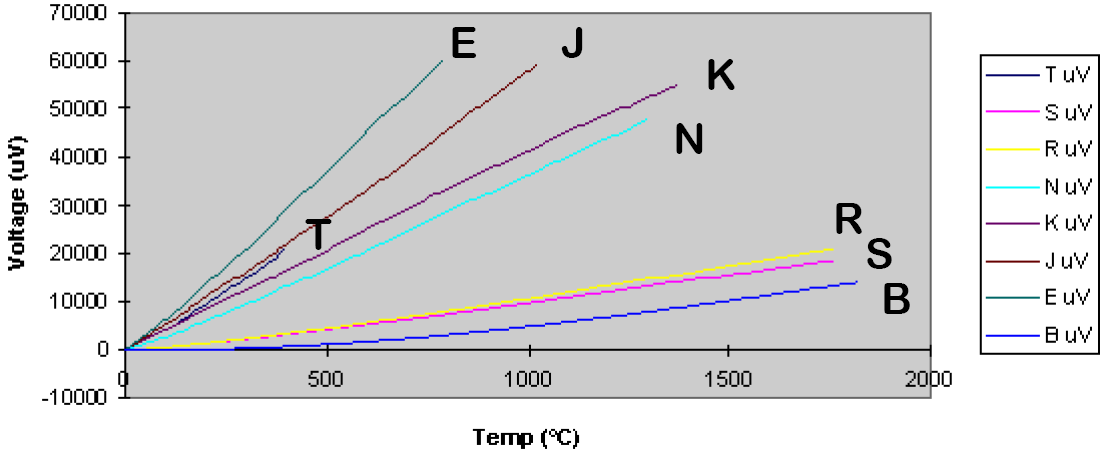 70000
60000
50000
40000
30000
20000
10000
0
-10000
Voltage (uV)
0
500
1000
1500
2000
Temp (°C)
E
J
K
N
T
R
S
B
T uV
S uV
R uV
N uV
K uV
J uV
E uV
B uV